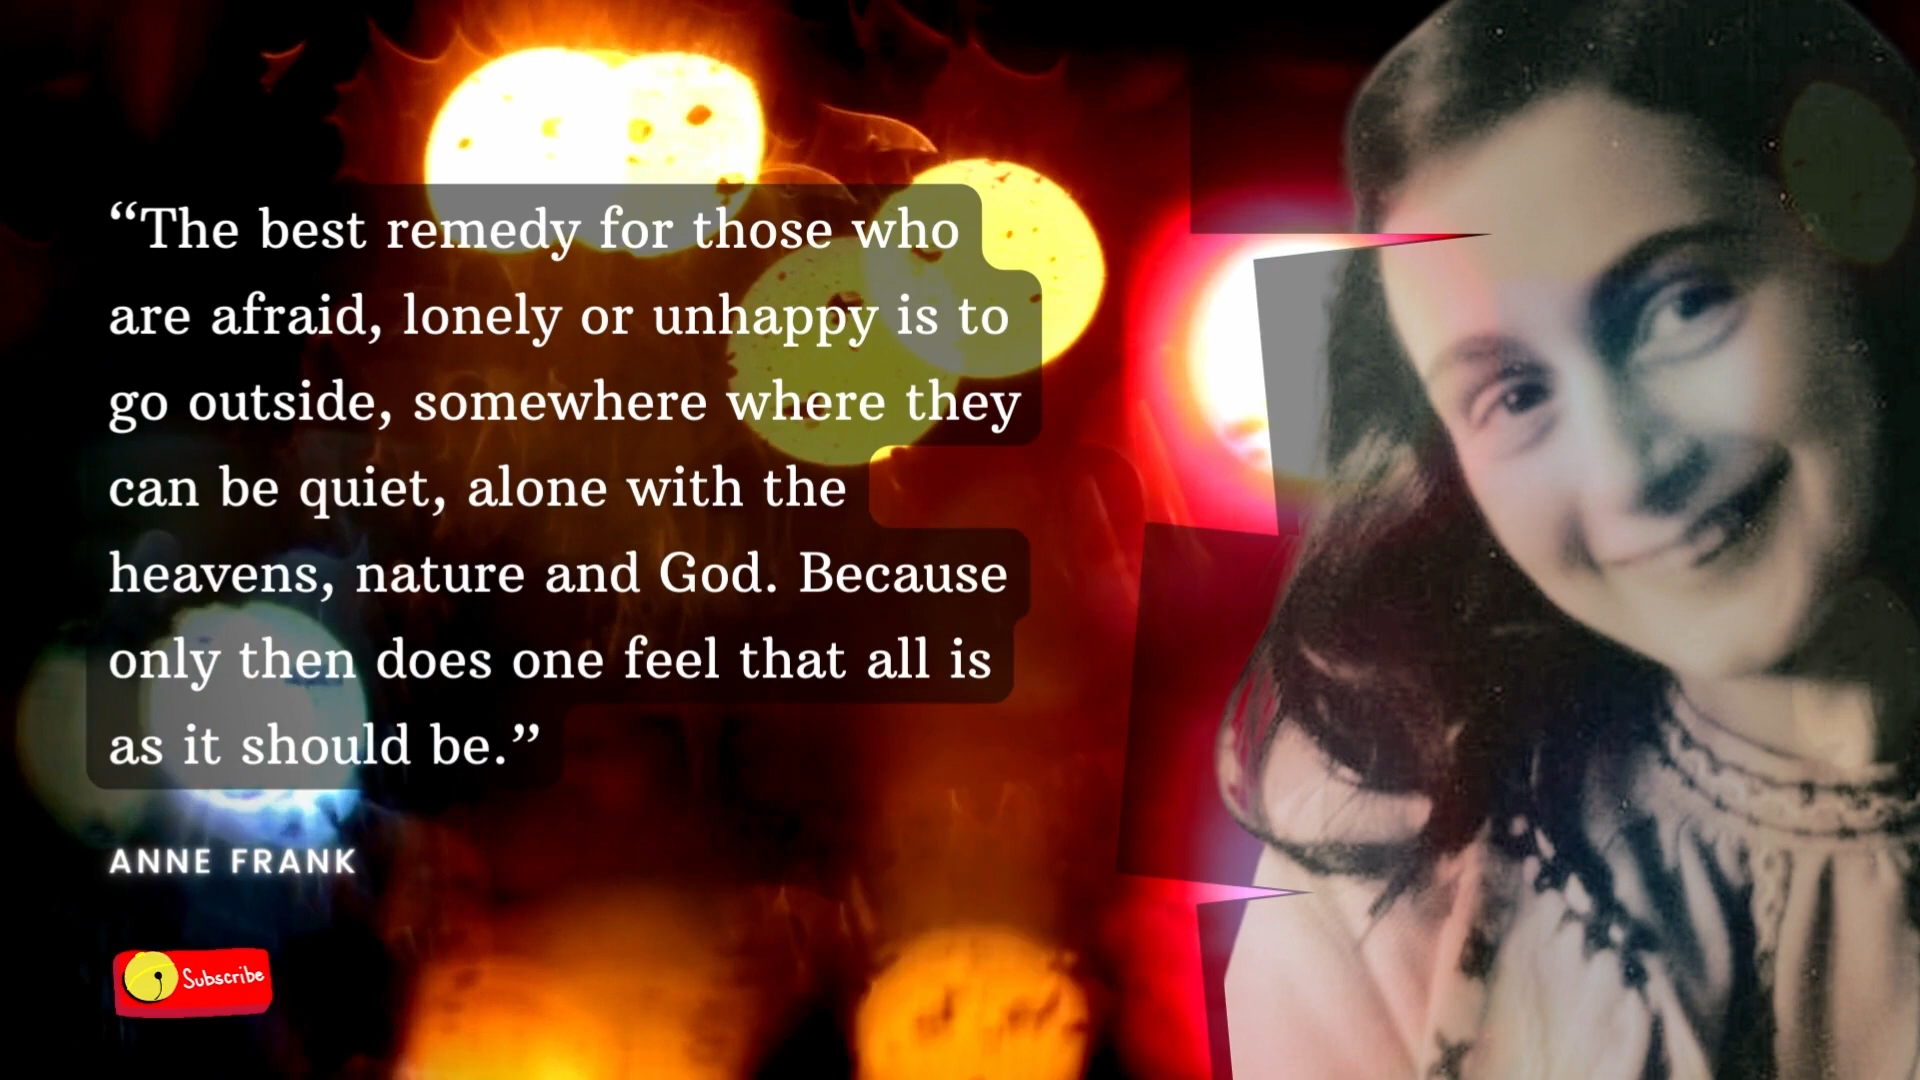 “The best remedy for those who
are afraid, lonely or unhappy is to
go outside, somewhere where they
can be quiet, alone with the
heavens, nature and God. Because
only then does one feel that all is
as it should be.”
ANNE FRANK
Subscribe